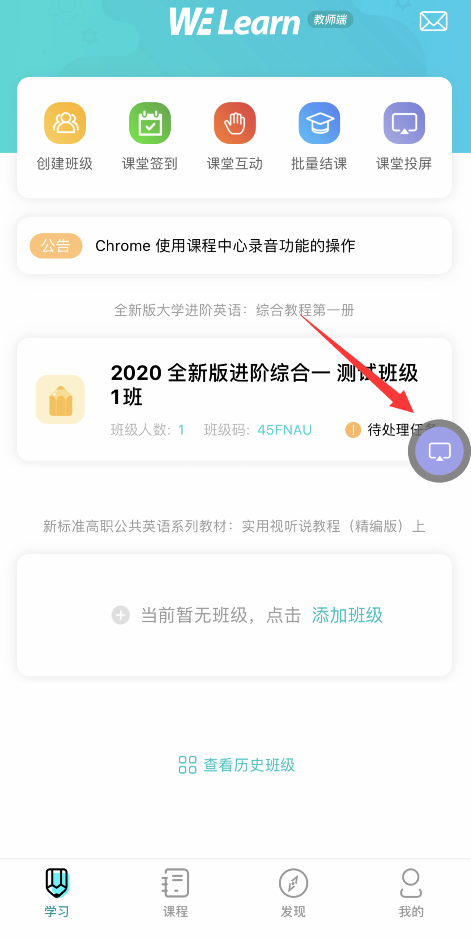 WE Learn 教师端
创建班级 课堂签到 课堂互动 批量结课 课堂投屏
公告 Chrome 使用课程中心录音功能的操作
全新版大学进阶英语：综合教程第一册
2020 全新版进阶综合一 测试班级
1班
班级人数：1 班级码：45FNAU 待处理任务
新标准高职公共英语系列教材：实用视听说教程（精编版）上
当前暂无班级，点击 添加班级
查看历史班级
学习 课程 发现 我的